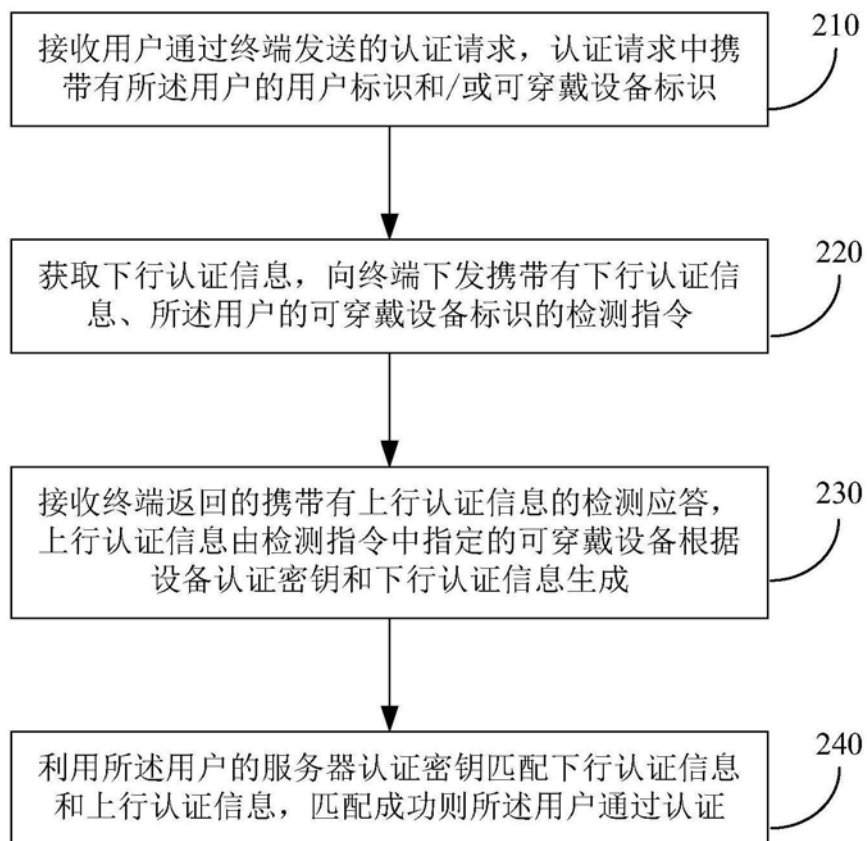 接收用户通过终端发送的认证请求，认证请求中携
带有所述用户的用户标识和/或可穿戴设备标识
210
获取下行认证信息，向终端下发携带有下行认证信
息、所述用户的可穿戴设备标识的检测指令
220
接收终端返回的携带有上行认证信息的检测应答，
上行认证信息由检测指令中指定的可穿戴设备根据
设备认证密钥和下行认证信息生成
230
利用所述用户的服务器认证密钥匹配下行认证信息
和上行认证信息，匹配成功则所述用户通过认证
240